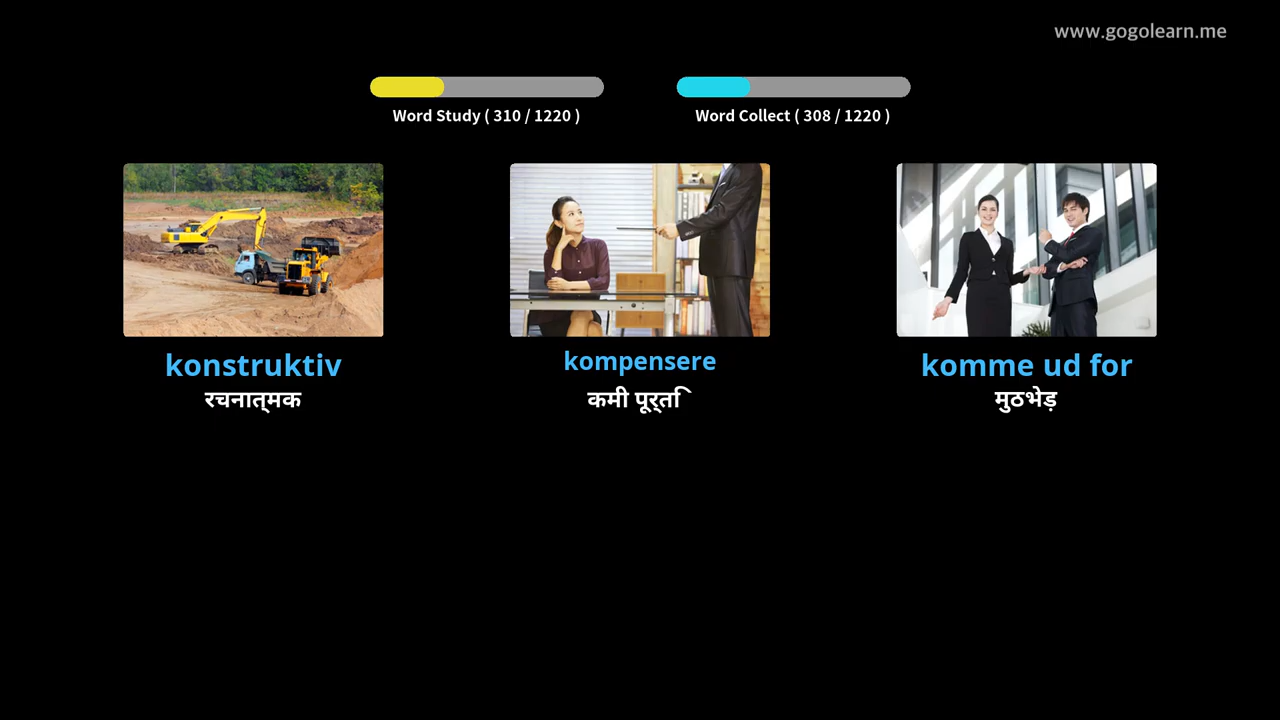 www.gogolearn.me
Word Study ( 310 / 1220 )
Word Collect ( 308 / 1220 )
konstruktiv
रचनात्मक
kompensere
कमी पूर्ति
komme ud for
मुठभेड़